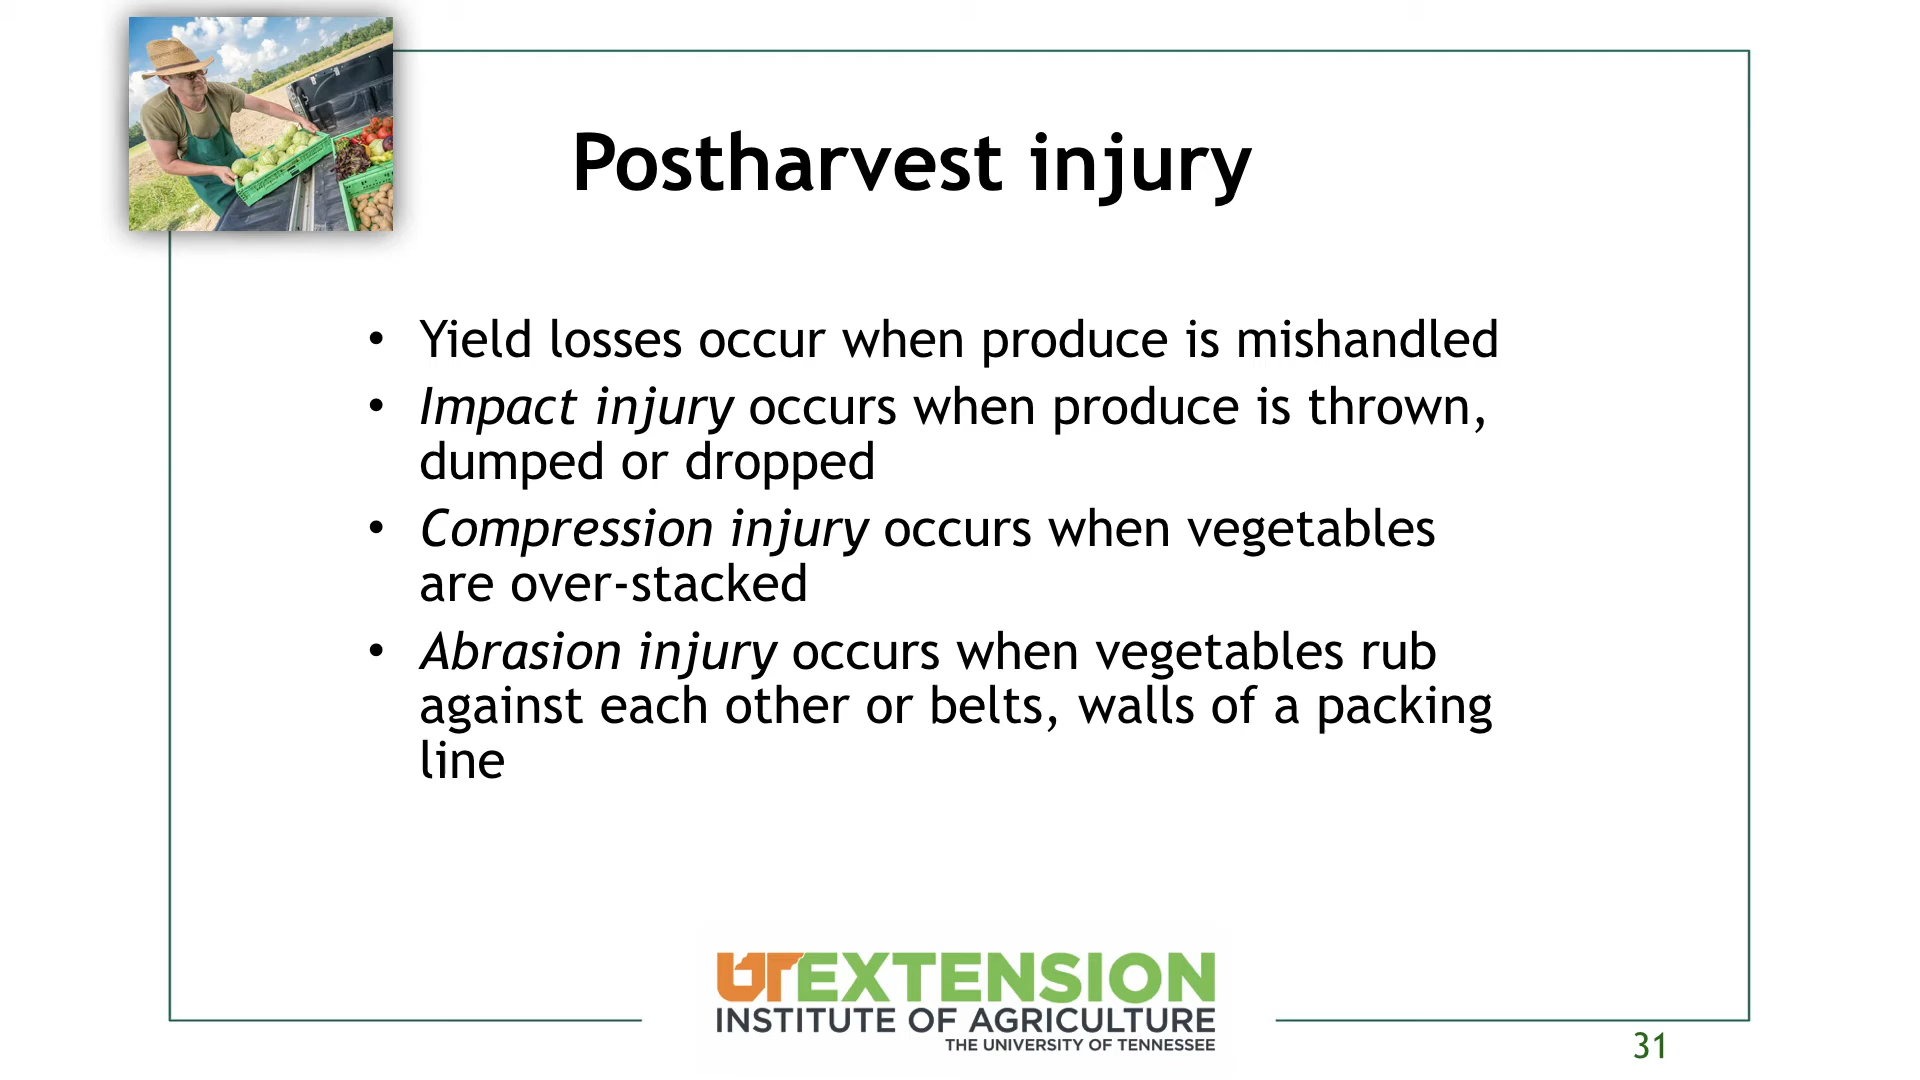 Postharvest injury
• Yield losses occur when produce is mishandled
• Impact injury occurs when produce is thrown,
dumped or dropped
• Compression injury occurs when vegetables
are over-stacked
• Abrasion injury occurs when vegetables rub
against each other or belts, walls of a packing
line
UTEXTENSION
INSTITUTE OF AGRICULTURE
THE UNIVERSITY OF TENNESSEE
31